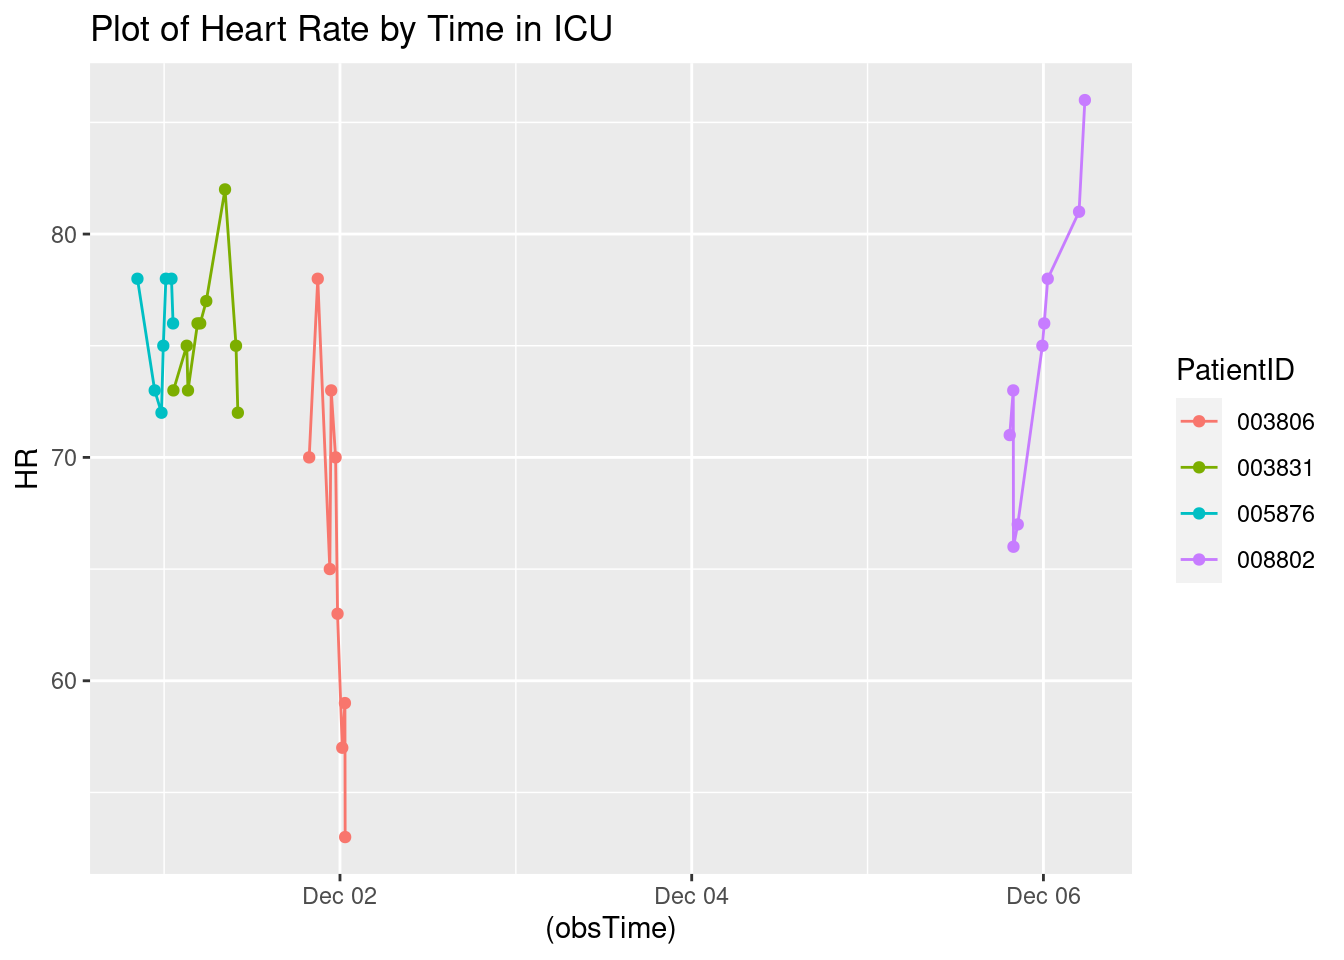 Plot of Heart Rate by Time in ICU
HR
80
70
60
Dec 02
Dec 04
Dec 06
(obsTime)
PatientID
003806
003831
005876
008802